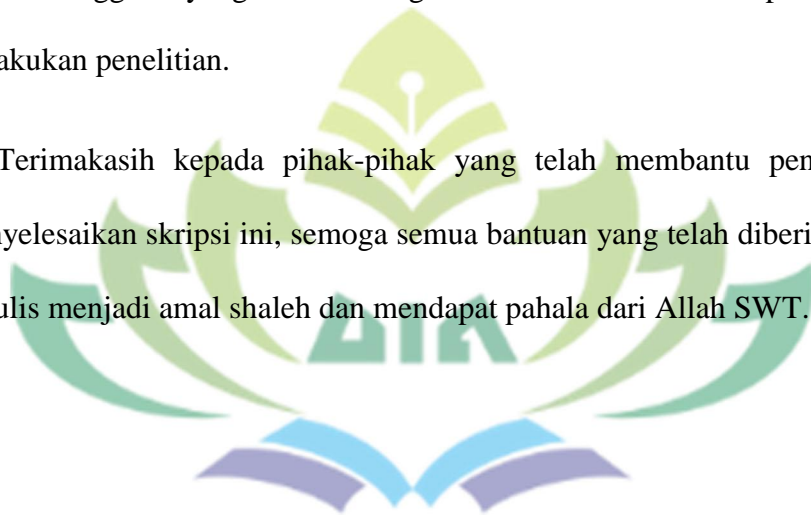 akukan penelitian.
Terimakasih kepada pihak-pihak yang telah membantu pen
nyelesaikan skripsi ini, semoga semua bantuan yang telah diberi
ulis menjadi amal shaleh dan mendapat pahala dari Allah SWT.